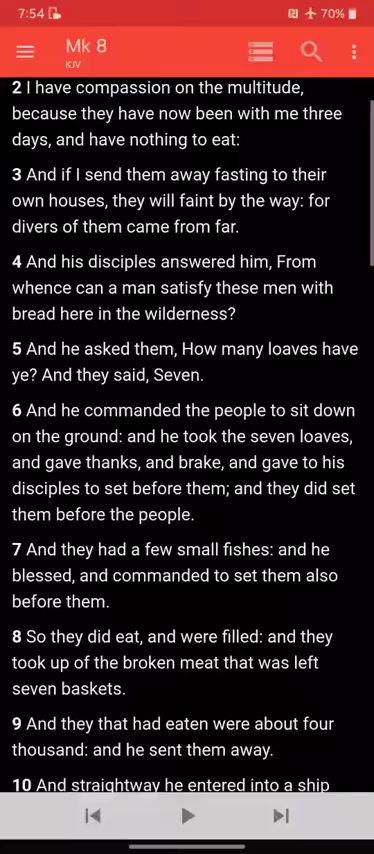 7:54
70%
Mk 8
KJV
2 I have compassion on the multitude,
because they have now been with me three
days, and have nothing to eat:
3 And if I send them away fasting to their
own houses, they will faint by the way: for
divers of them came from far.
4 And his disciples answered him, From
whence can a man satisfy these men with
bread here in the wilderness?
5 And he asked them, How many loaves have
ye? And they said, Seven.
6 And he commanded the people to sit down
on the ground: and he took the seven loaves,
and gave thanks, and brake, and gave to his
disciples to set before them; and they did set
them before the people.
7 And they had a few small fishes: and he
blessed, and commanded to set them also
before them.
8 So they did eat, and were filled: and they
took up of the broken meat that was left
seven baskets.
9 And they that had eaten were about four
thousand: and he sent them away.
10 And straightway he entered into a ship